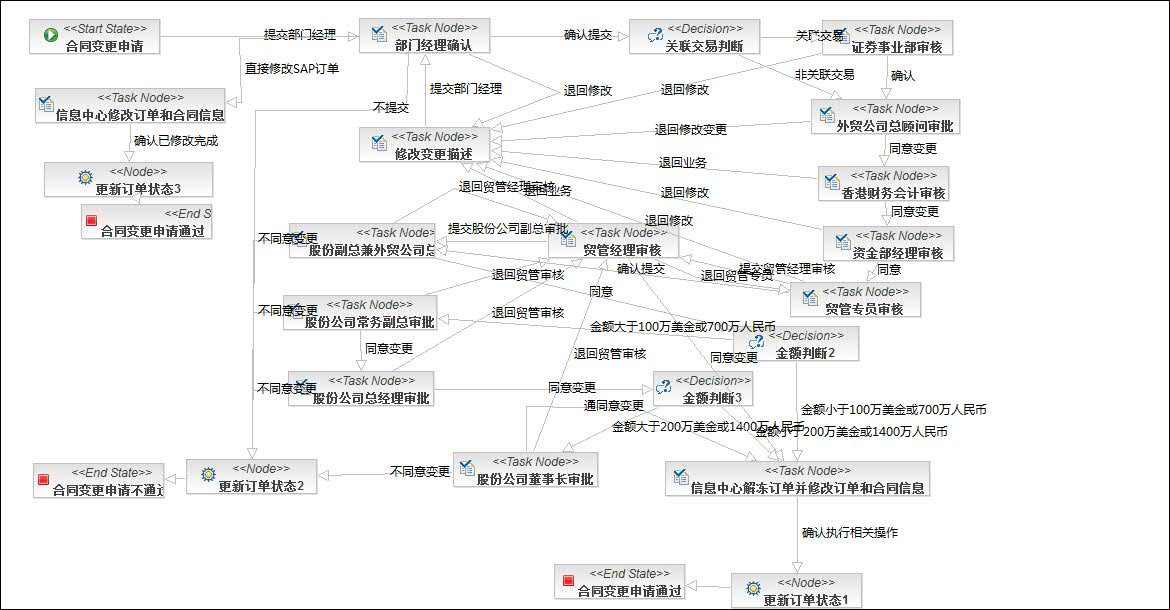 <<Start State>>
合同变更申请
提交部门经理
<<Task Node>>
部门经理确认
确认提交
<<Decision>>
关联交易判断
关联交易
<<Task Node>>
证券事业部审核
直接修改SAP订单
提交部门经理
退回修改
退回修改
非关联交易
确认
<<Task Node>>
信息中心修改订单和合同信息
不提交
<<Task Node>>
外贸公司总顾问审批
确认已修改完成
<<Task Node>>
修改变更描述
退回修改变更
同意变更
<<Node>>
更新订单状态3
退回业务
<<Task Node>>
香港财务会计审核
退回贸管经理审核
退回业务
退回修改
<<End S
合同变更申请通过
退回修改
同意变更
不同意变更
<<Task Node>>
股份副总兼外贸公司总
提交股份公司副总审批
<<Task Node>>
贸管经理审核
<<Task Node>>
资金部经理审核
退回贸管审核
确认提交
退回贸管专员
提交贸管经理审核
同意
同意
<<Task Node>>
贸管专员审核
不同意变更
<<Task Node>>
股份公司常务副总审批
退回贸管审核
金额大于100万美金或700万人民币
<<Decision>>
金额判断2
同意变更
退回贸管审核
同意变更
不同意变更
<<Task Node>>
股份公司总经理审批
同意变更
<<Decision>>
金额判断3
通同意变更
金额小于100万美金或700万人民币
金额大于200万美金或1400万人民币
金额小于200万美金或1400万人民币
<<End State>>
合同变更申请不通过
<<Node>>
更新订单状态2
不同意变更
<<Task Node>>
股份公司董事长审批
<<Task Node>>
信息中心解冻订单并修改订单和合同信息
确认执行相关操作
<<End State>>
合同变更申请通过
<<Node>>
更新订单状态1